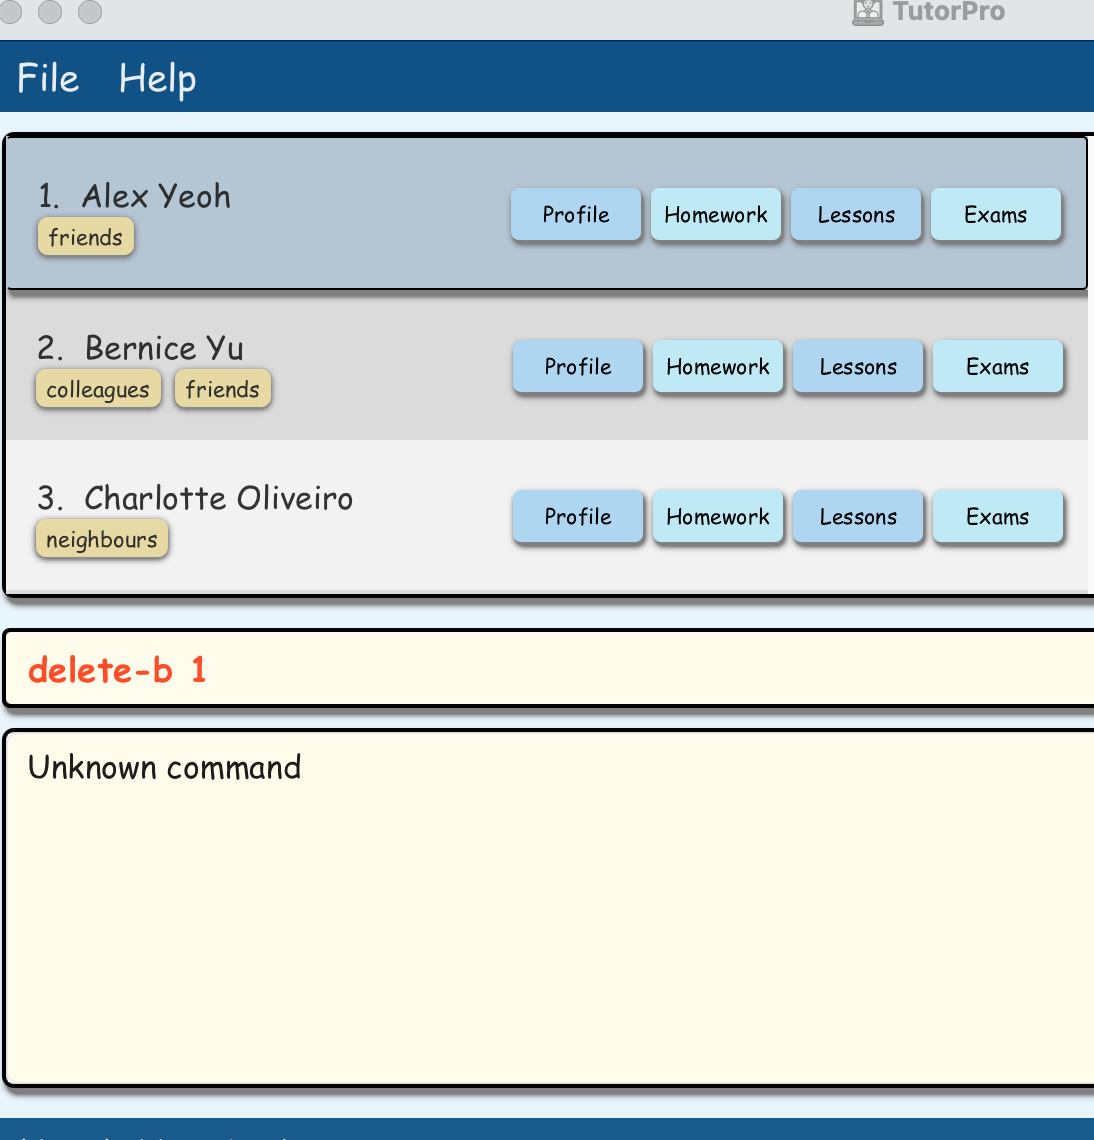 TutorPro
File Help
1. Alex Yeoh
friends
Profile Homework Lessons Exams
2. Bernice Yu
colleagues friends
Profile Homework Lessons Exams
3. Charlotte Oliveiro
neighbours
Profile Homework Lessons Exams
delete-b 1
Unknown command